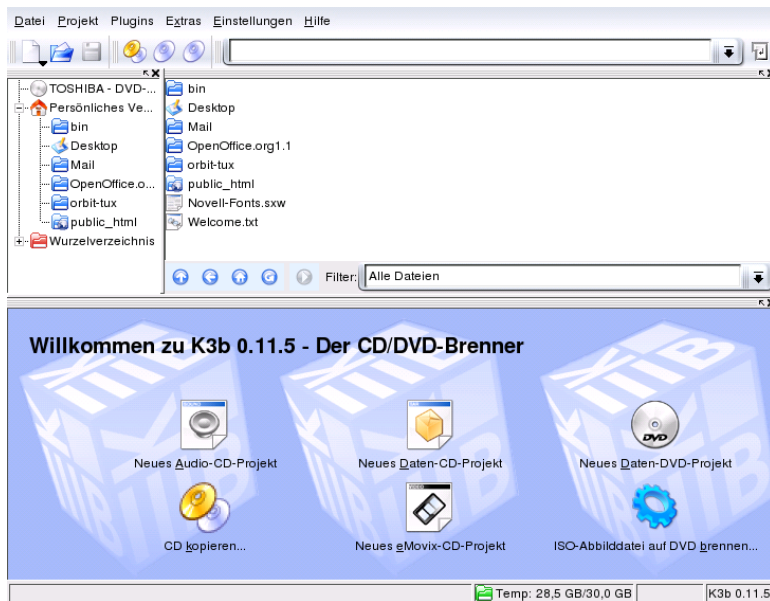 Datei Projekt Plugins Extras Einstellungen Hilfe
TOSHIBA - DVD-...
Persönliches Ve...
bin
Desktop
Mail
OpenOffice.o...
orbit-tux
public_html
Wurzelverzeichnis
bin
Desktop
Mail
OpenOffice.org1.1
orbit-tux
public_html
Novell-Fonts.sxw
Welcome.txt
Filter: Alle Dateien
Willkommen zu K3b 0.11.5 - Der CD/DVD-Brenner
Neues Audio-CD-Projekt
Neues Daten-CD-Projekt
DVD
Neues Daten-DVD-Projekt
CD kopieren...
Neues eMovix-CD-Projekt
ISO-Abbilddatei auf DVD brennen...
Temp: 28,5 GB/30,0 GB
K3b 0.11.5